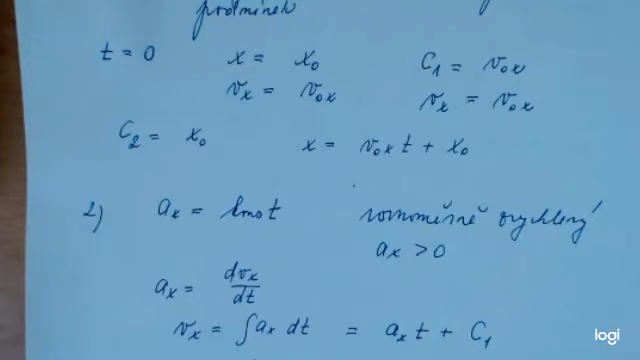 podmínek
t = 0 x = x₀ C₁ = v₀ₓ
vₓ = v₀ₓ vₓ = v₀ₓ
C₂ = x₀ x = v₀ₓ t + x₀
2) aₓ = konst rovnoměrně zrychlený
aₓ > 0
aₓ = dvₓ/dt
vₓ = ∫aₓ dt = aₓ t + C₁
logi